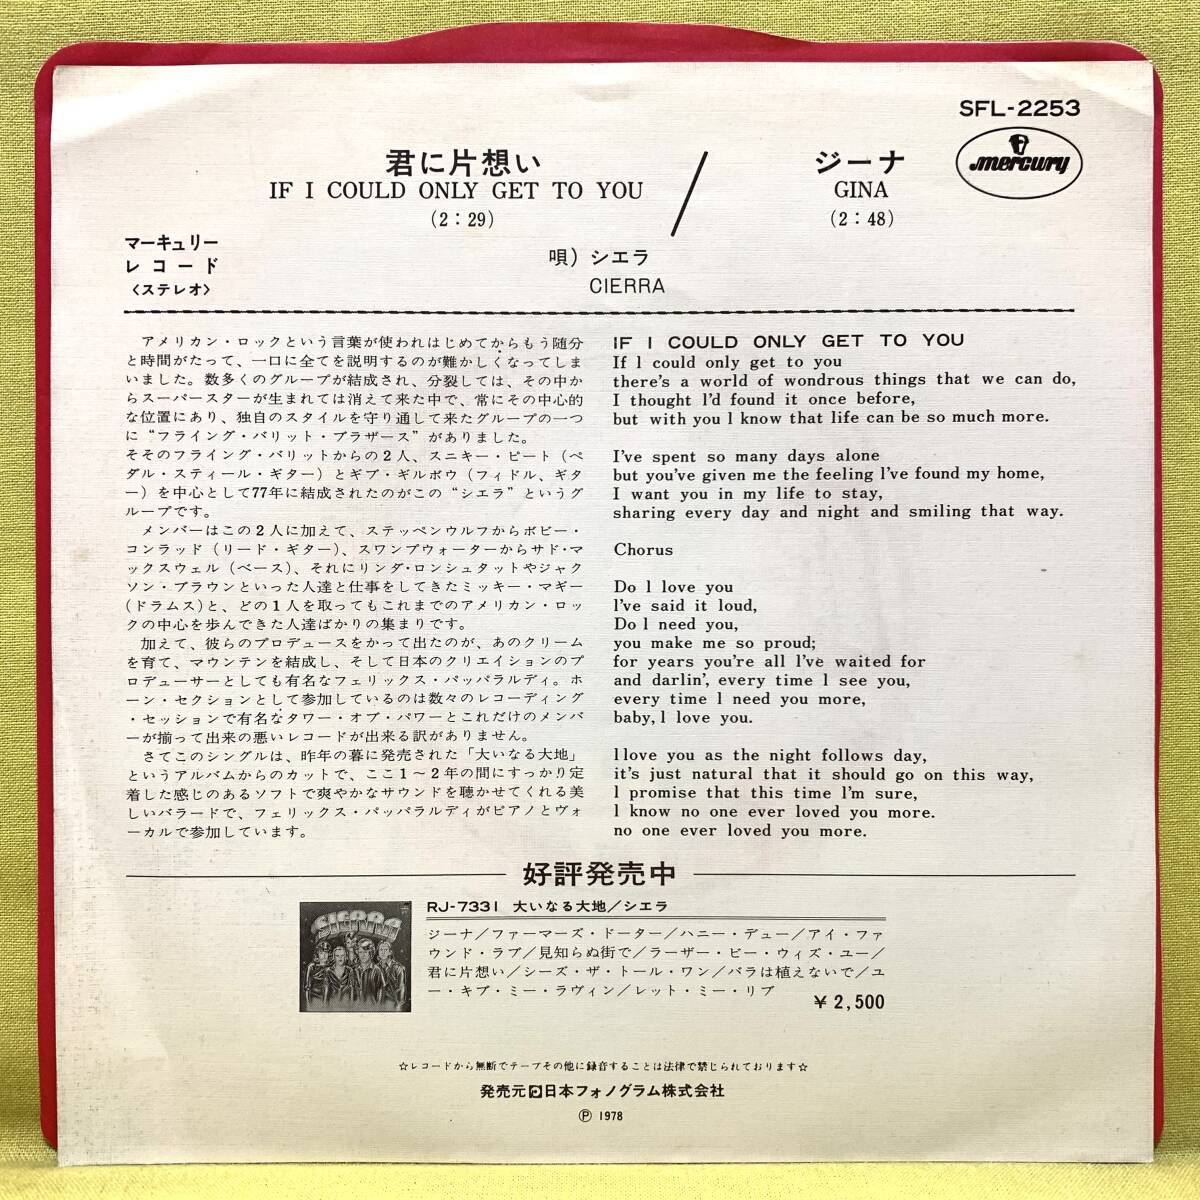 SFL-2253
mercury
君に片想い
IF I COULD ONLY GET TO YOU
(2:29)
ジーナ
GINA
(2:48)
マーキュリー
レコード
〈ステレオ〉
唄）シエラ
CIERRA
アメリカン・ロックという言葉が使われはじめてからもう随分
と時間がたって、一口に全てを説明するのが難かしくなってしま
いました。数多くのグループが結成され、分裂しては、その中か
らスーパースターが生まれては消えて来た中で、常にその中心的
な位置にあり、独自のスタイルを守り通して来たグループの一つ
に“フライング・バリット・ブラザース”がありました。
そそのフライング・バリットからの2人、スニキー・ピート（ペ
ダル・スティール・ギター）とギブ・ギルボウ（フィドル、ギタ
ー）を中心として77年に結成されたのがこの“シエラ”というグ
ループです。
メンバーはこの2人に加えて、ステッペンウルフからボビー・
コンラッド（リード・ギター）、スワンプウォーターからサド・マ
ックスウェル（ベース）、それにリンダ・ロンシュタットやジャク
ソン・ブラウンといった人達と仕事をしてきたミッキー・マギー
（ドラムス）と、どの1人を取ってもこれまでのアメリカン・ロッ
クの中心を歩んできた人達ばかりの集まりです。
加えて、彼らのプロデュースをかって出たのが、あのクリーム
を育て、マウンテンを結成し、そして日本のクリエイションのプ
ロデューサーとしても有名なフェリックス・パッパラルディ。ホ
ーン・セクションとして参加しているのは数々のレコーディング
・セッションで有名なタワー・オブ・パワーとこれだけのメンバ
ーが揃って出来の悪いレコードが出来る訳がありません。
さてこのシングルは、昨年の暮に発売された「大いなる大地」
というアルバムからのカットで、ここ1〜2年の間にすっかり定
着した感じのあるソフトで爽やかなサウンドを聴かせてくれる美
しいバラードで、フェリックス・パッパラルディがピアノとヴォ
ーカルで参加しています。
IF I COULD ONLY GET TO YOU
If I could only get to you
there's a world of wondrous things that we can do,
I thought I'd found it once before,
but with you I know that life can be so much more.
I've spent so many days alone
but you've given me the feeling I've found my home,
I want you in my life to stay,
sharing every day and night and smiling that way.
Chorus
Do I love you
I've said it loud,
Do I need you,
you make me so proud;
for years you're all I've waited for
and darlin', every time I see you,
every time I need you more,
baby, I love you.
I love you as the night follows day,
it's just natural that it should go on this way,
I promise that this time I'm sure,
I know no one ever loved you more.
no one ever loved you more.
好評発売中
SIERRA
RJ-7331 大いなる大地／シエラ
ジーナ／ファーマーズ・ドーター／ハニー・デュー／アイ・ファ
ウンド・ラブ／見知らぬ街で／ラーザー・ビー・ウィズ・ユー／
君に片想い／シーズ・ザ・トール・ワン／バラは植えないで／ユ
ー・キブ・ミー・ラヴィン／レット・ミー・リブ
¥2,500
☆レコードから無断でテープその他に録音することは法律で禁じられております☆
発売元 日本フォノグラム株式会社
Ⓟ 1978